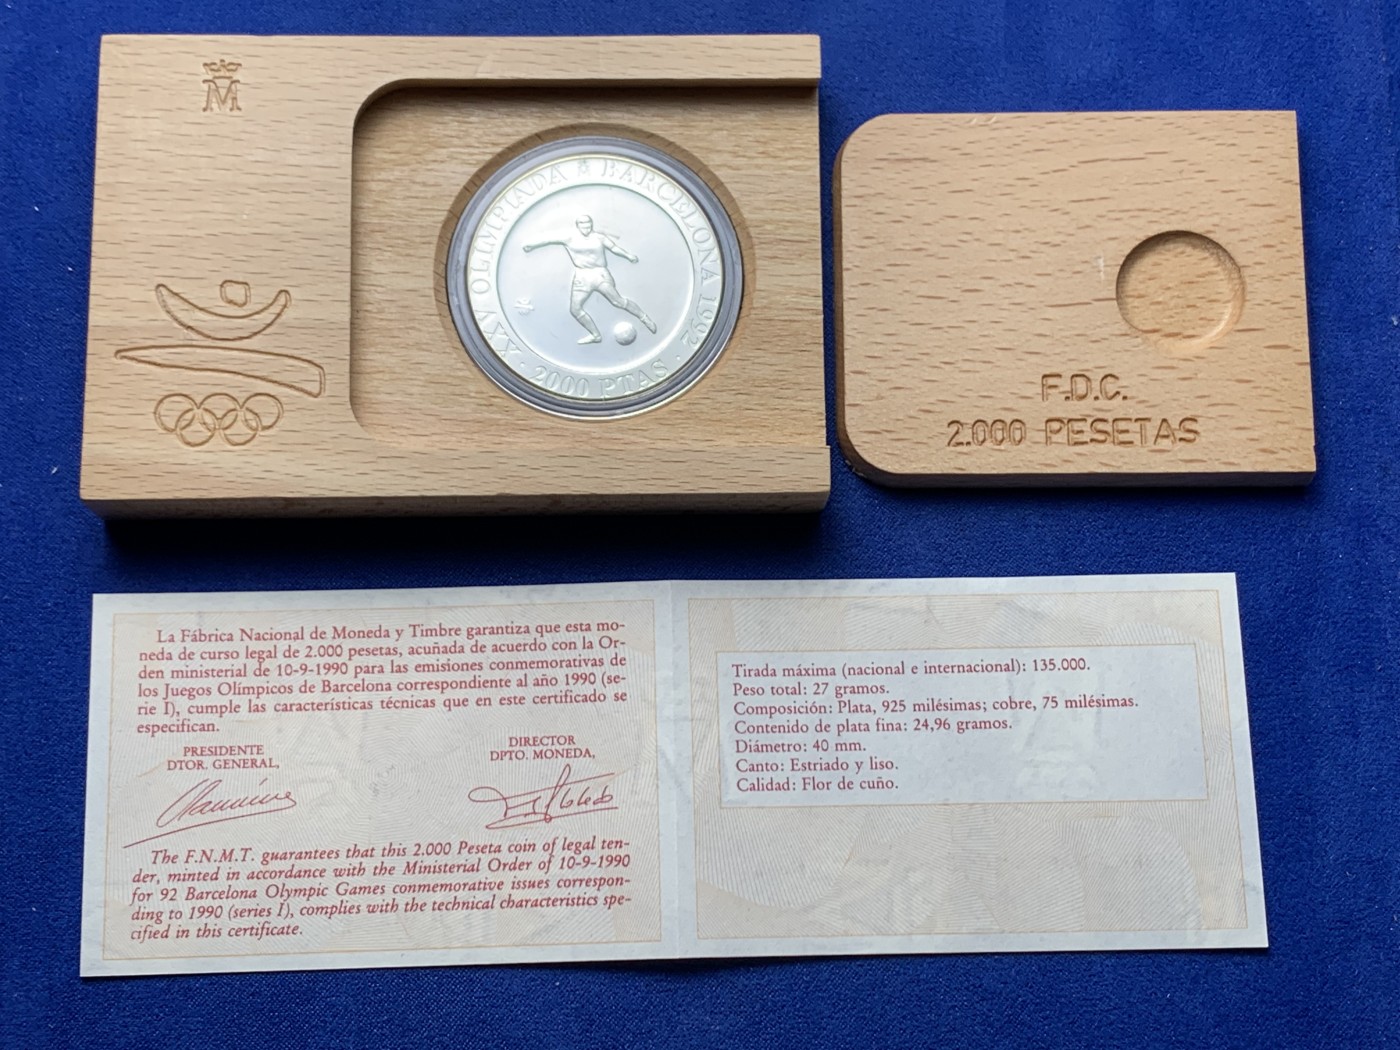 M
XXV OLIMPIADA BARCELONA 1992
· 2000 PTAS ·
F.D.C.
2.000 PESETAS
La Fábrica Nacional de Moneda y Timbre garantiza que esta mo-
neda de curso legal de 2.000 pesetas, acuñada de acuerdo con la Or-
den ministerial de 10-9-1990 para las emisiones conmemorativas de
los Juegos Olímpicos de Barcelona correspondiente al año 1990 (se-
rie I), cumple las características técnicas que en este certificado se
especifican.
PRESIDENTE
DTOR. GENERAL,
DIRECTOR
DPTO. MONEDA,
The F.N.M.T. guarantees that this 2.000 Peseta coin of legal ten-
der, minted in accordance with the Ministerial Order of 10-9-1990
for 92 Barcelona Olympic Games commemorative issues correspon-
ding to 1990 (series I), complies with the technical characteristics spe-
cified in this certificate.
Tirada máxima (nacional e internacional): 135.000.
Peso total: 27 gramos.
Composición: Plata, 925 milésimas; cobre, 75 milésimas.
Contenido de plata fina: 24,96 gramos.
Diámetro: 40 mm.
Canto: Estriado y liso.
Calidad: Flor de cuño.